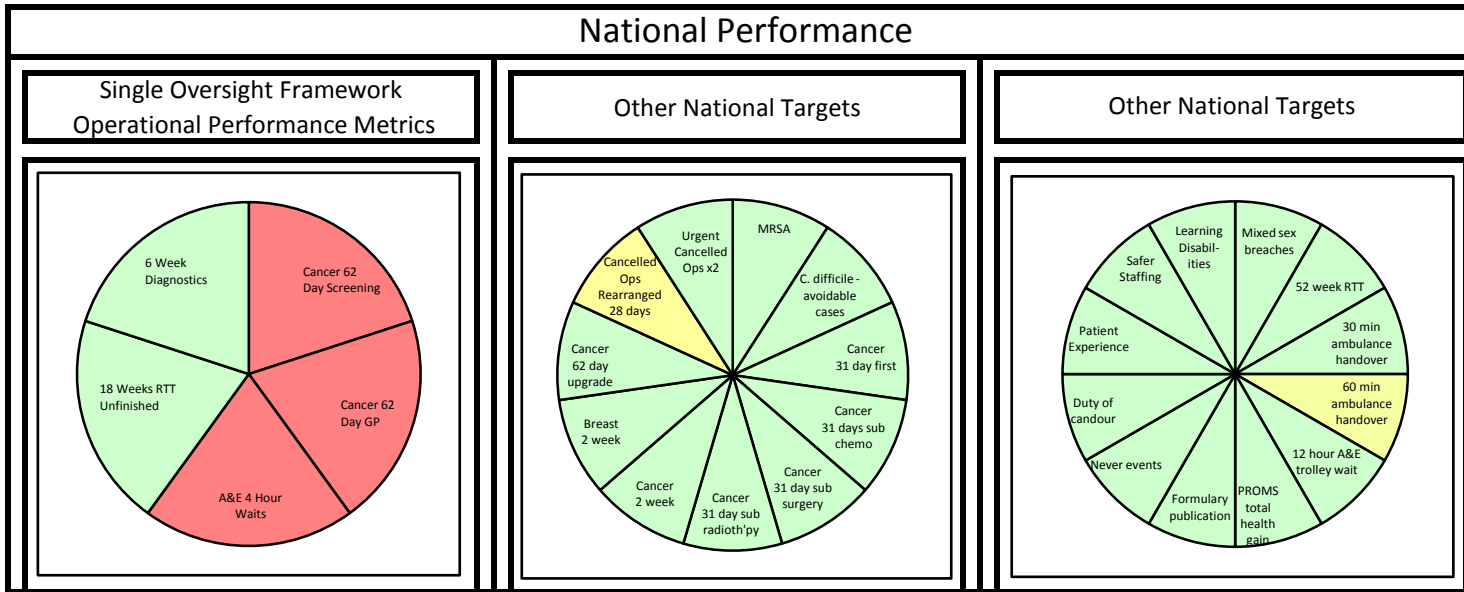 National Performance
Single Oversight Framework
Operational Performance Metrics
Other National Targets
Other National Targets
6 Week
Diagnostics
Cancer 62
Day Screening
18 Weeks RTT
Unfinished
Cancer 62
Day GP
A&E 4 Hour
Waits
Urgent
Cancelled
Ops x2
MRSA
Cancelled
Ops
Rearranged
28 days
C. difficile -
avoidable
cases
Cancer
62 day
upgrade
Cancer
31 day first
Breast
2 week
Cancer
31 days sub
chemo
Cancer
2 week
Cancer
31 day sub
radioth'py
Cancer
31 day sub
surgery
Learning
Disabil-
ities
Mixed sex
breaches
Safer
Staffing
52 week RTT
Patient
Experience
30 min
ambulance
handover
Duty of
candour
60 min
ambulance
handover
Never events
12 hour A&E
trolley wait
Formulary
publication
PROMS
total
health
gain